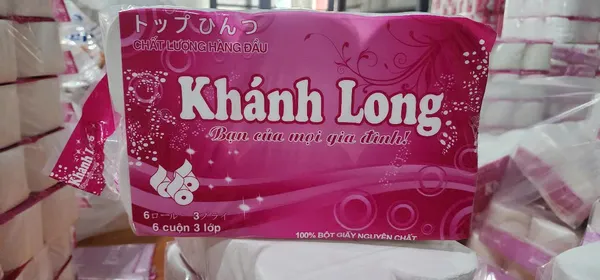 トップひんつ
CHẤT LƯỢNG HÀNG ĐẦU
Khánh Long
Bạn của mọi gia đình!
6ロール 3プライ
6 cuộn 3 lớp
100% BỘT GIẤY NGUYÊN CHẤT
Khánh L